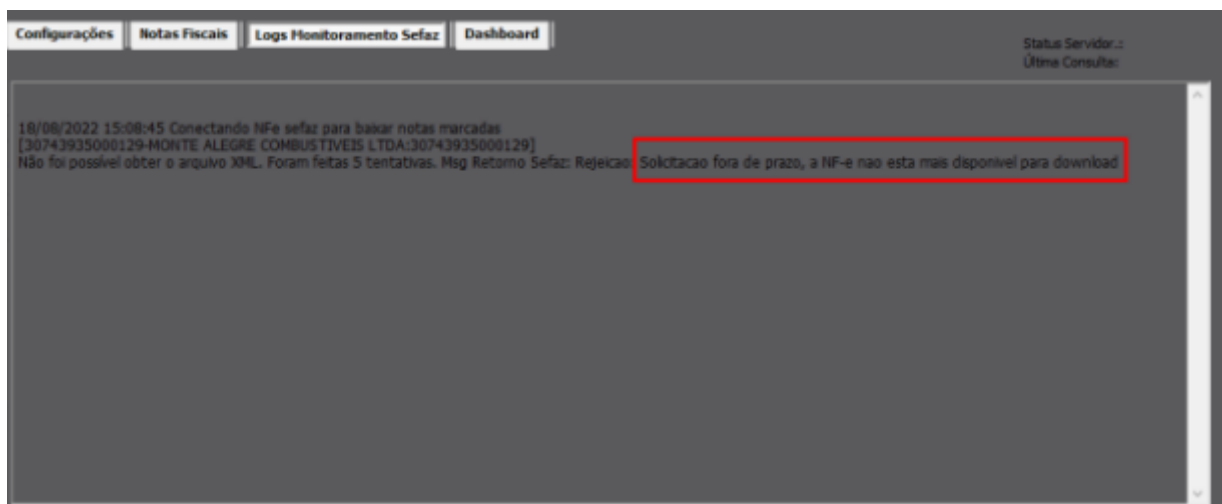 Configurações Notas Fiscais Logs Monitoramento Sefaz Dashboard
Status Servidor..:
Última Consulta:
18/08/2022 15:08:45 Conectando NFe sefaz para baixar notas marcadas
[30743935000129-MONTE ALEGRE COMBUSTIVEIS LTDA:30743935000129]
Não foi possível obter o arquivo XML. Foram feitas 5 tentativas. Msg Retorno Sefaz: Rejeicao: Solicitacao fora de prazo, a NF-e nao esta mais disponivel para download